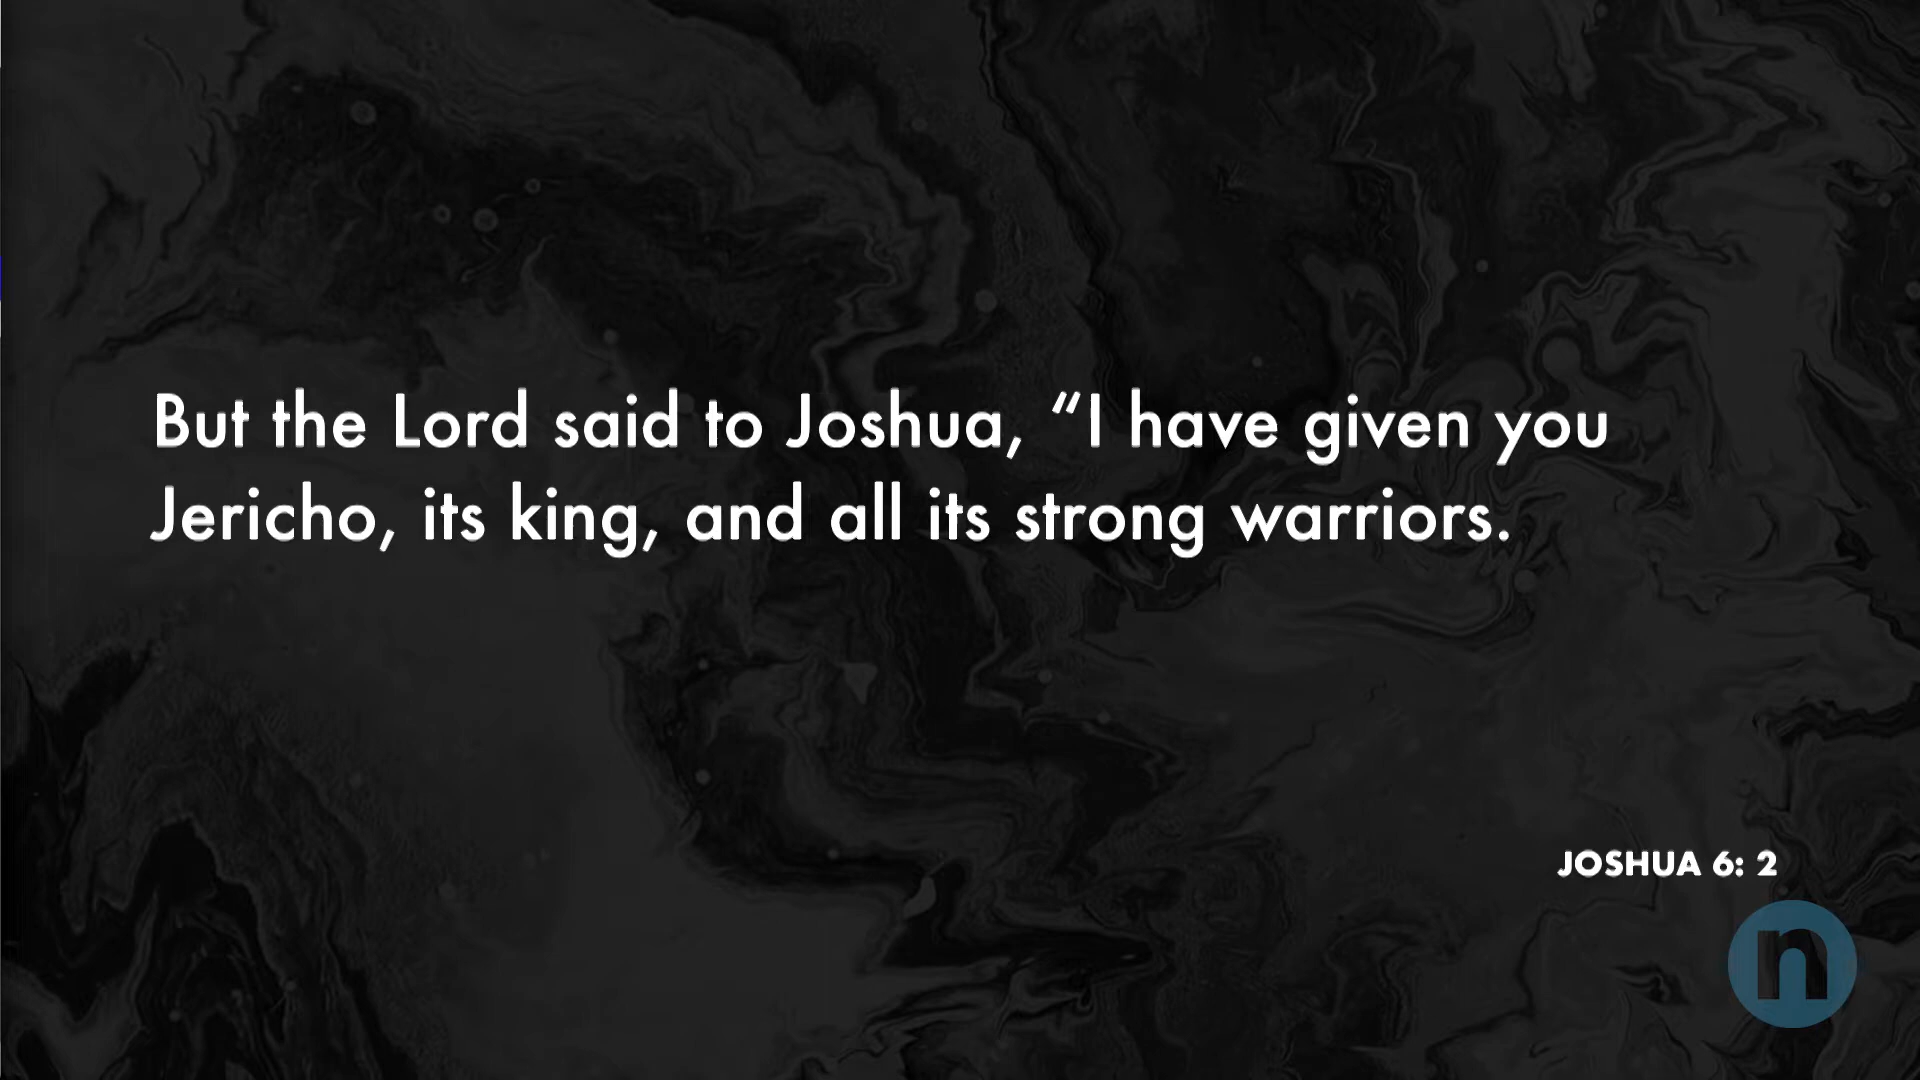 But the Lord said to Joshua, “I have given you
Jericho, its king, and all its strong warriors.
JOSHUA 6: 2
n